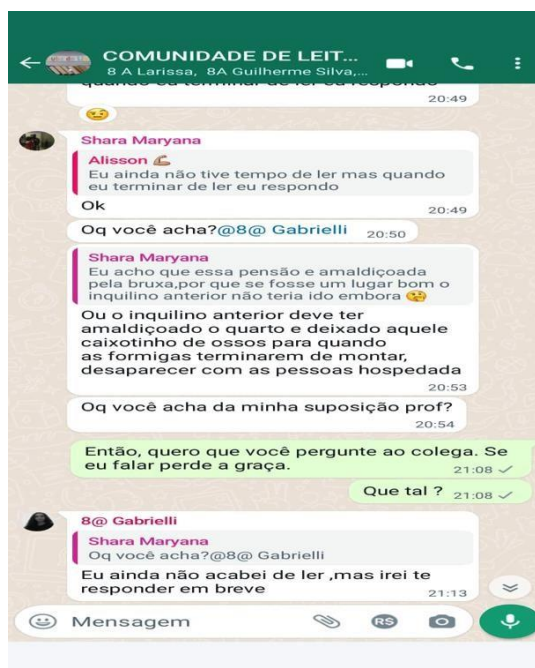 COMUNIDADE DE LEIT...
8 A Larissa, 8A Guilherme Silva,...
quando eu terminar de ler eu respondo
20:49
Shara Maryana
Alisson
Eu ainda não tive tempo de ler mas quando
eu terminar de ler eu respondo
Ok
20:49
Oq você acha?@8@ Gabrielli 20:50
Shara Maryana
Eu acho que essa pensão e amaldiçoada
pela bruxa,por que se fosse um lugar bom o
inquilino anterior não teria ido embora
Ou o inquilino anterior deve ter
amaldiçoado o quarto e deixado aquele
caixotinho de ossos para quando
as formigas terminarem de montar,
desaparecer com as pessoas hospedada
20:53
Oq você acha da minha suposição prof?
20:54
Então, quero que você pergunte ao colega. Se
eu falar perde a graça.
21:08
Que tal ? 21:08
8@ Gabrielli
Shara Maryana
Oq você acha?@8@ Gabrielli
Eu ainda não acabei de ler ,mas irei te
responder em breve
21:13
Mensagem
R$